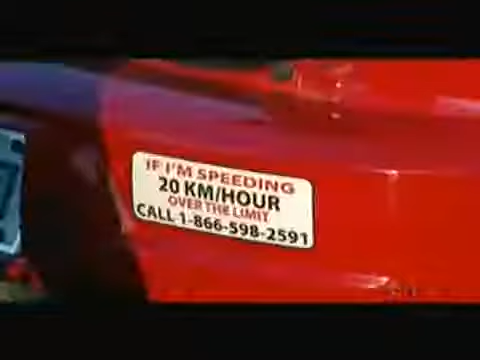 IF I'M SPEEDING
20 KM/HOUR
OVER THE LIMIT
CALL 1-866-598-2591